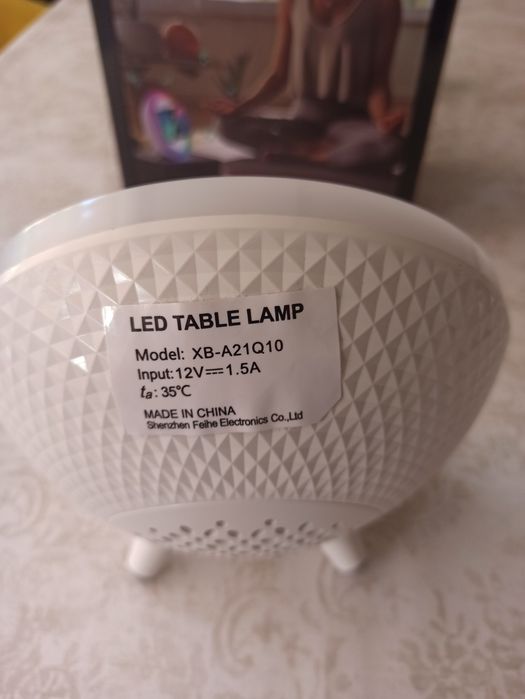 LED TABLE LAMP
Model: XB-A21Q10
Input:12V⎓1.5A
ta: 35℃
MADE IN CHINA
Shenzhen Feihe Electronics Co.,Ltd